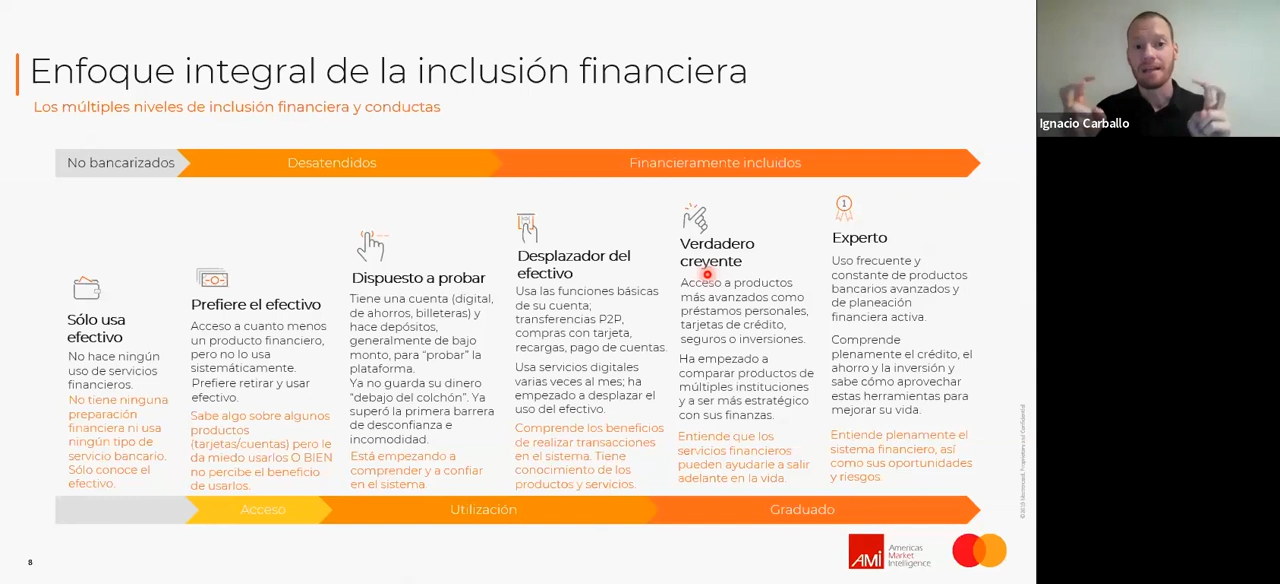 Enfoque integral de la inclusión financiera
Los múltiples niveles de inclusión financiera y conductas
No bancarizados
Desatendidos
Financieramente incluidos
Sólo usa
efectivo
No hace ningún
uso de servicios
financieros.
No tiene ninguna
preparación
financiera ni usa
ningún tipo de
servicio bancario.
Sólo conoce el
efectivo.
Prefiere el efectivo
Acceso a cuanto menos
un producto financiero,
pero no lo usa
sistemáticamente.
Prefiere retirar y usar
efectivo.
Sabe algo sobre algunos
productos
(tarjetas/cuentas) pero le
da miedo usarlos O BIEN
no percibe el beneficio
de usarlos.
Dispuesto a probar
Tiene una cuenta (digital,
de ahorros, billeteras) y
hace depósitos,
generalmente de bajo
monto, para “probar” la
plataforma.
Ya no guarda su dinero
“debajo del colchón”. Ya
superó la primera barrera
de desconfianza e
incomodidad.
Está empezando a
comprender y a confiar
en el sistema.
Desplazador del
efectivo
Usa las funciones básicas
de su cuenta;
transferencias P2P,
compras con tarjeta,
recargas, pago de cuentas.
Usa servicios digitales
varias veces al mes; ha
empezado a desplazar el
uso del efectivo.
Comprende los beneficios
de realizar transacciones
en el sistema. Tiene
conocimiento de los
productos y servicios.
Verdadero
creyente
Acceso a productos
más avanzados como
préstamos personales,
tarjetas de crédito,
seguros o inversiones.
Ha empezado a
comparar productos de
múltiples instituciones
y a ser más estratégico
con sus finanzas.
Entiende que los
servicios financieros
pueden ayudarle a salir
adelante en la vida.
1
Experto
Uso frecuente y
constante de productos
bancarios avanzados y
de planeación
financiera activa.
Comprende
plenamente el crédito, el
ahorro y la inversión y
sabe cómo aprovechar
estas herramientas para
mejorar su vida.
Entiende plenamente el
sistema financiero, así
como sus oportunidades
y riesgos.
Acceso
Utilización
Graduado
8
AMI
Americas
Market
Intelligence
Mastercard. Proprietary and Confidential
Ignacio Carballo